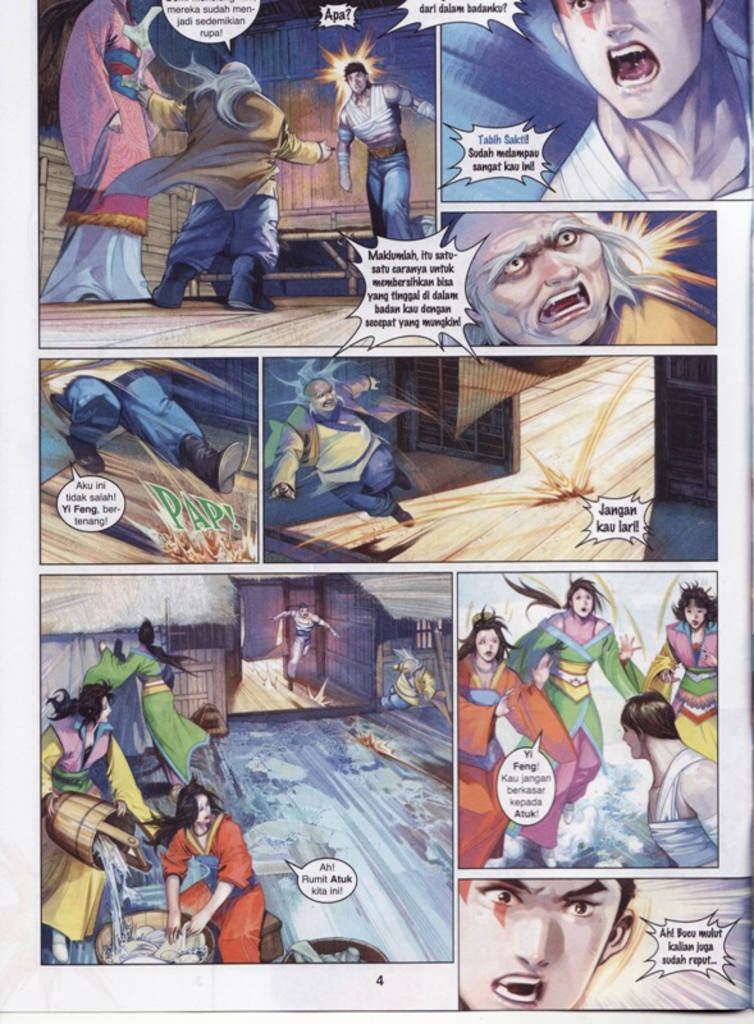 mereka sudah men-
jadi sedemikian
rupa!
Apa?
dari dalam badanku?
Tabih Sakti!
Sudah melampau
sangat kau ini!
Maklumlah, itu satu-
satu caranya untuk
membersihkan bisa
yang tinggal di dalam
badan kau dengan
secepat yang mungkin!
Aku ini
tidak salah!
Yi Feng, ber-
tenang!
PAP!
Jangan
kau lari!
Ah!
Rumit Atuk
kita ini!
Yi
Feng!
Kau jangan
berkasar
kepada
Atuk!
Ah! Bucu mulut
kalian juga
sudah reput...
4